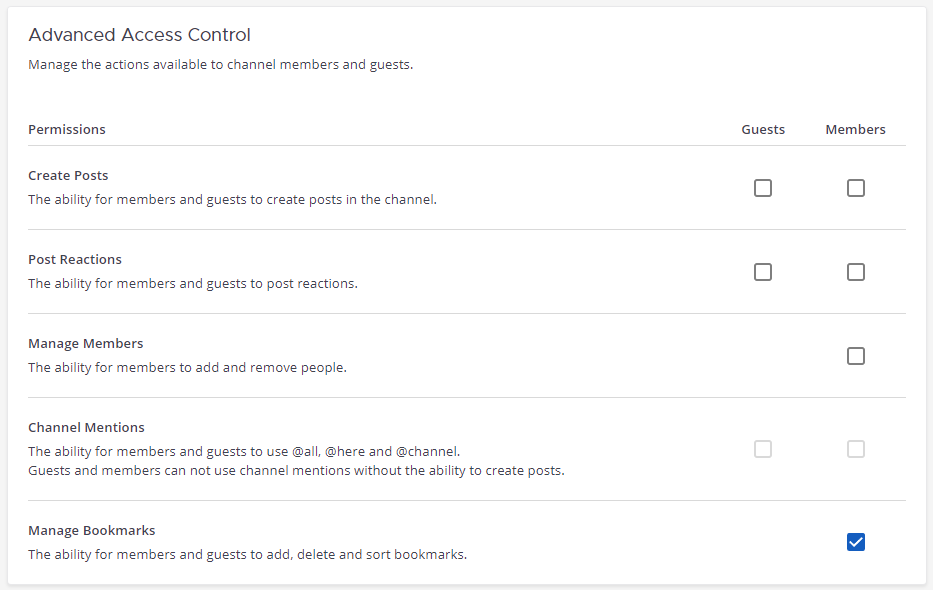 Advanced Access Control
Manage the actions available to channel members and guests.
Permissions Guests Members
Create Posts
The ability for members and guests to create posts in the channel.
Post Reactions
The ability for members and guests to post reactions.
Manage Members
The ability for members to add and remove people.
Channel Mentions
The ability for members and guests to use @all, @here and @channel.
Guests and members can not use channel mentions without the ability to create posts.
Manage Bookmarks
The ability for members and guests to add, delete and sort bookmarks.